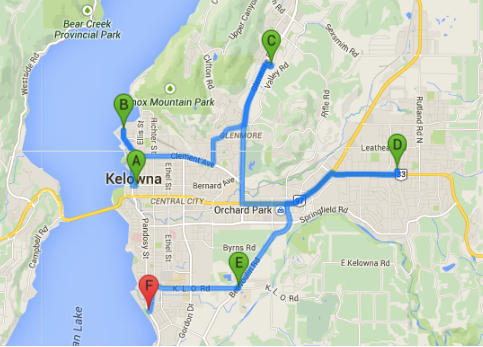 Bear Creek
Provincial Park
Westside Rd
Upper Canyon
C
Sexsmith Rd
Valley Rd
Clifton Rd
B
Knox Mountain Park
Rifle Rd
Rutland Rd N
Ellis St
Richter St
GLENMORE
Leathead
D
A
Clement Ave
Kelowna
Ethel St
Bernard Ave
33
CENTRAL CITY
97
Orchard Park
Springfield Rd
Campbell Rd
Pandosy St
Ethel St
Byrns Rd
E
Benvoulin Rd
E Kelowna Rd
F
K. L. O. Rd
K. L. O. Rd
Gordon Dr
an Lake